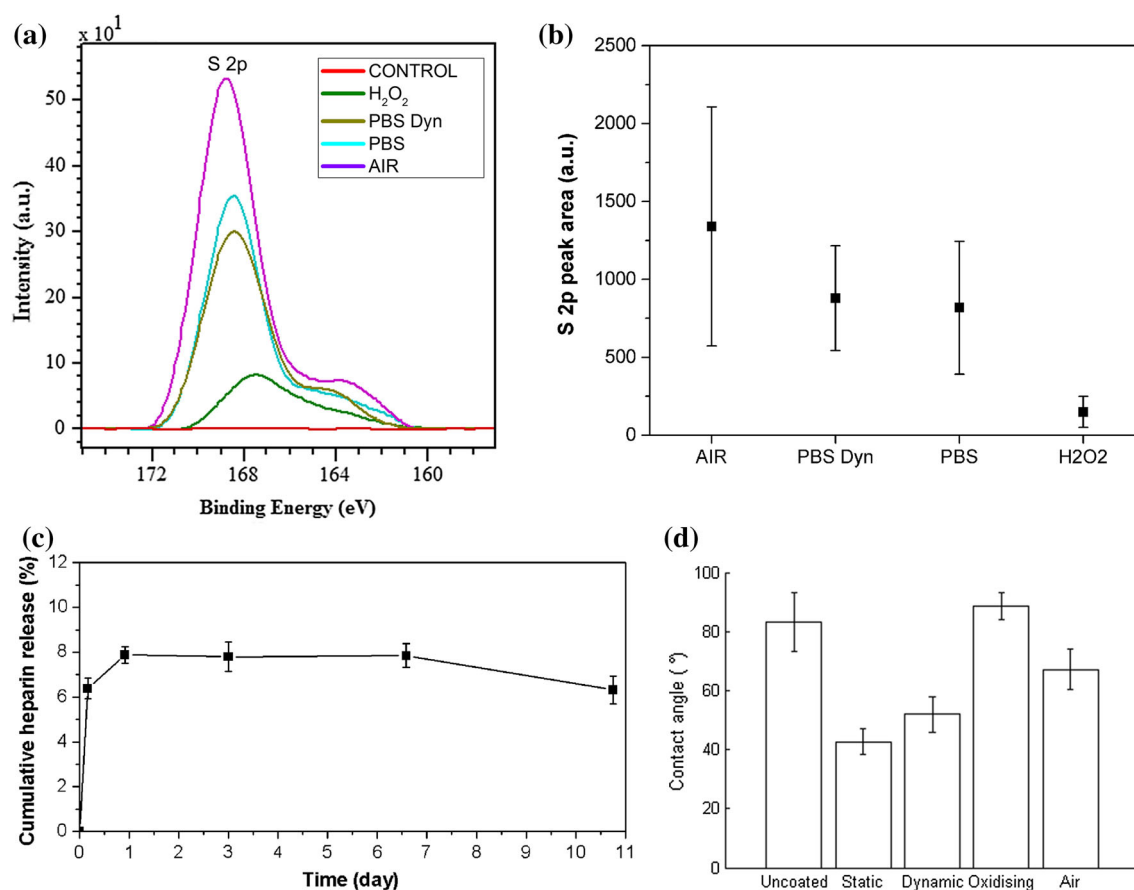 (a)
x 10¹
S 2p
CONTROL
H₂O₂
PBS Dyn
PBS
AIR
50
40
30
20
10
0
Intensity (a.u.)
172 168 164 160
Binding Energy (eV)
(b)
2500
2000
1500
1000
500
0
S 2p peak area (a.u.)
AIR PBS Dyn PBS H2O2
(c)
12
10
8
6
4
2
0
Cumulative heparin release (%)
0 1 2 3 4 5 6 7 8 9 10 11
Time (day)
(d)
100
80
60
40
20
0
Contact angle (°)
Uncoated Static Dynamic Oxidising Air